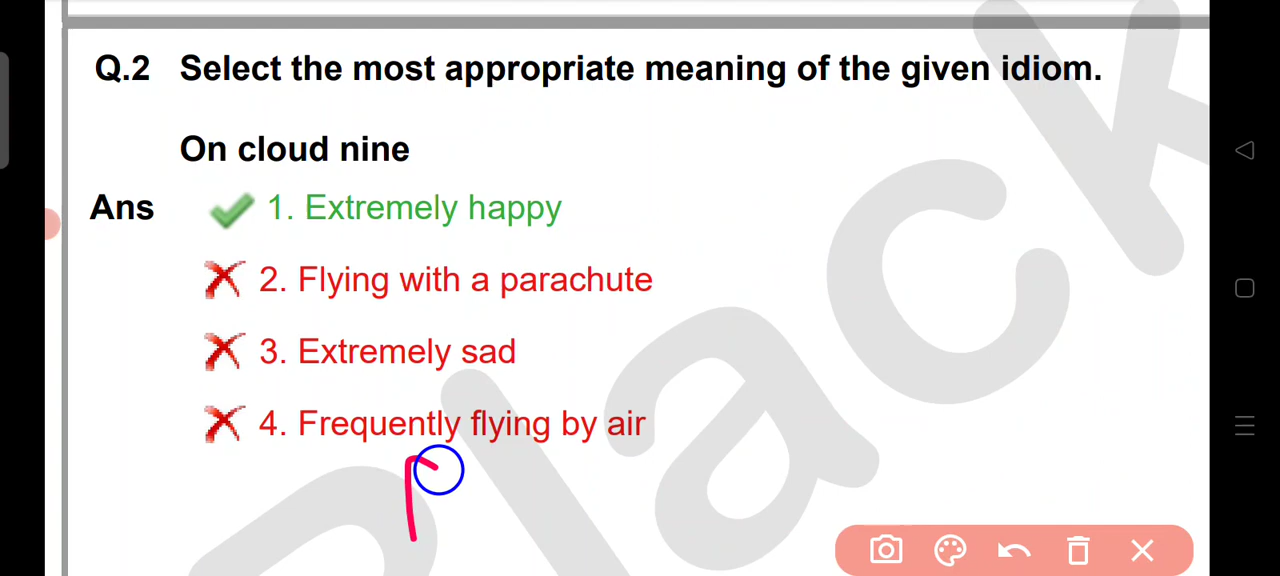 Q.2 Select the most appropriate meaning of the given idiom.
On cloud nine
Ans 1. Extremely happy
2. Flying with a parachute
3. Extremely sad
4. Frequently flying by air
Plack